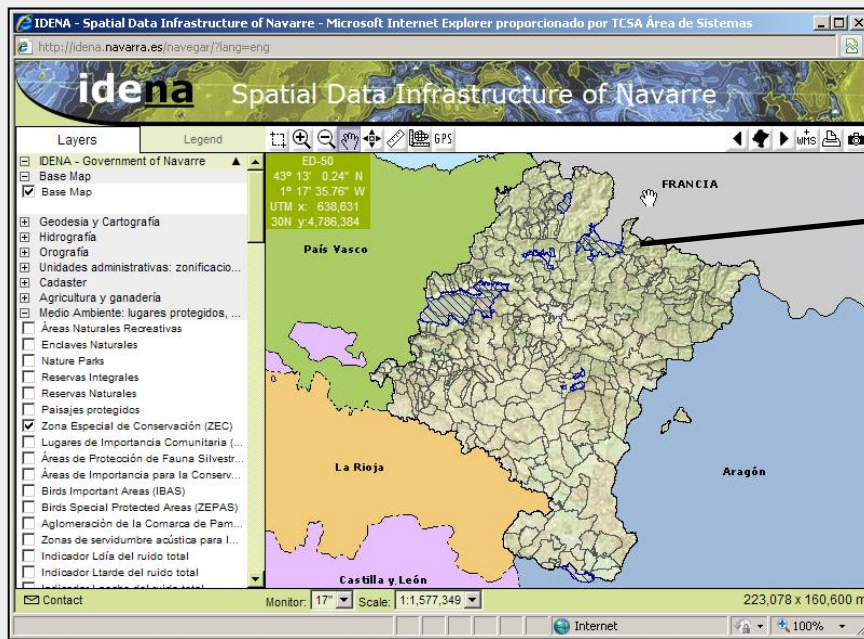 IDENA - Spatial Data Infrastructure of Navarre - Microsoft Internet Explorer proporcionado por TCSA Área de Sistemas
http://idena.navarra.es/navegar/?lang=eng
idena Spatial Data Infrastructure of Navarre
Layers Legend GPS WMS
IDENA - Government of Navarre
Base Map
Base Map
Geodesia y Cartografía
Hidrografía
Orografía
Unidades administrativas: zonificacio...
Cadaster
Agricultura y ganadería
Medio Ambiente: lugares protegidos, ...
Áreas Naturales Recreativas
Enclaves Naturales
Nature Parks
Reservas Integrales
Reservas Naturales
Paisajes protegidos
Zona Especial de Conservación (ZEC)
Lugares de Importancia Comunitaria (...
Áreas de Protección de Fauna Silvestr...
Áreas de Importancia para la Conserv...
Birds Important Areas (IBAS)
Birds Special Protected Areas (ZEPAS)
Aglomeración de la Comarca de Pam...
Zonas de servidumbre acústica para l...
Indicador Ldía del ruido total
Indicador Ltarde del ruido total
Indicador Lnoche del ruido total
ED-50
43º 13' 0.24" N
1º 17' 35.76" W
UTM x: 638,631
30N y:4,786,384
FRANCIA
País Vasco
La Rioja
Aragón
Castilla y León
Contact
Monitor: 17" Scale: 1:1,577,349
223,078 x 160,600 m
Internet
100%